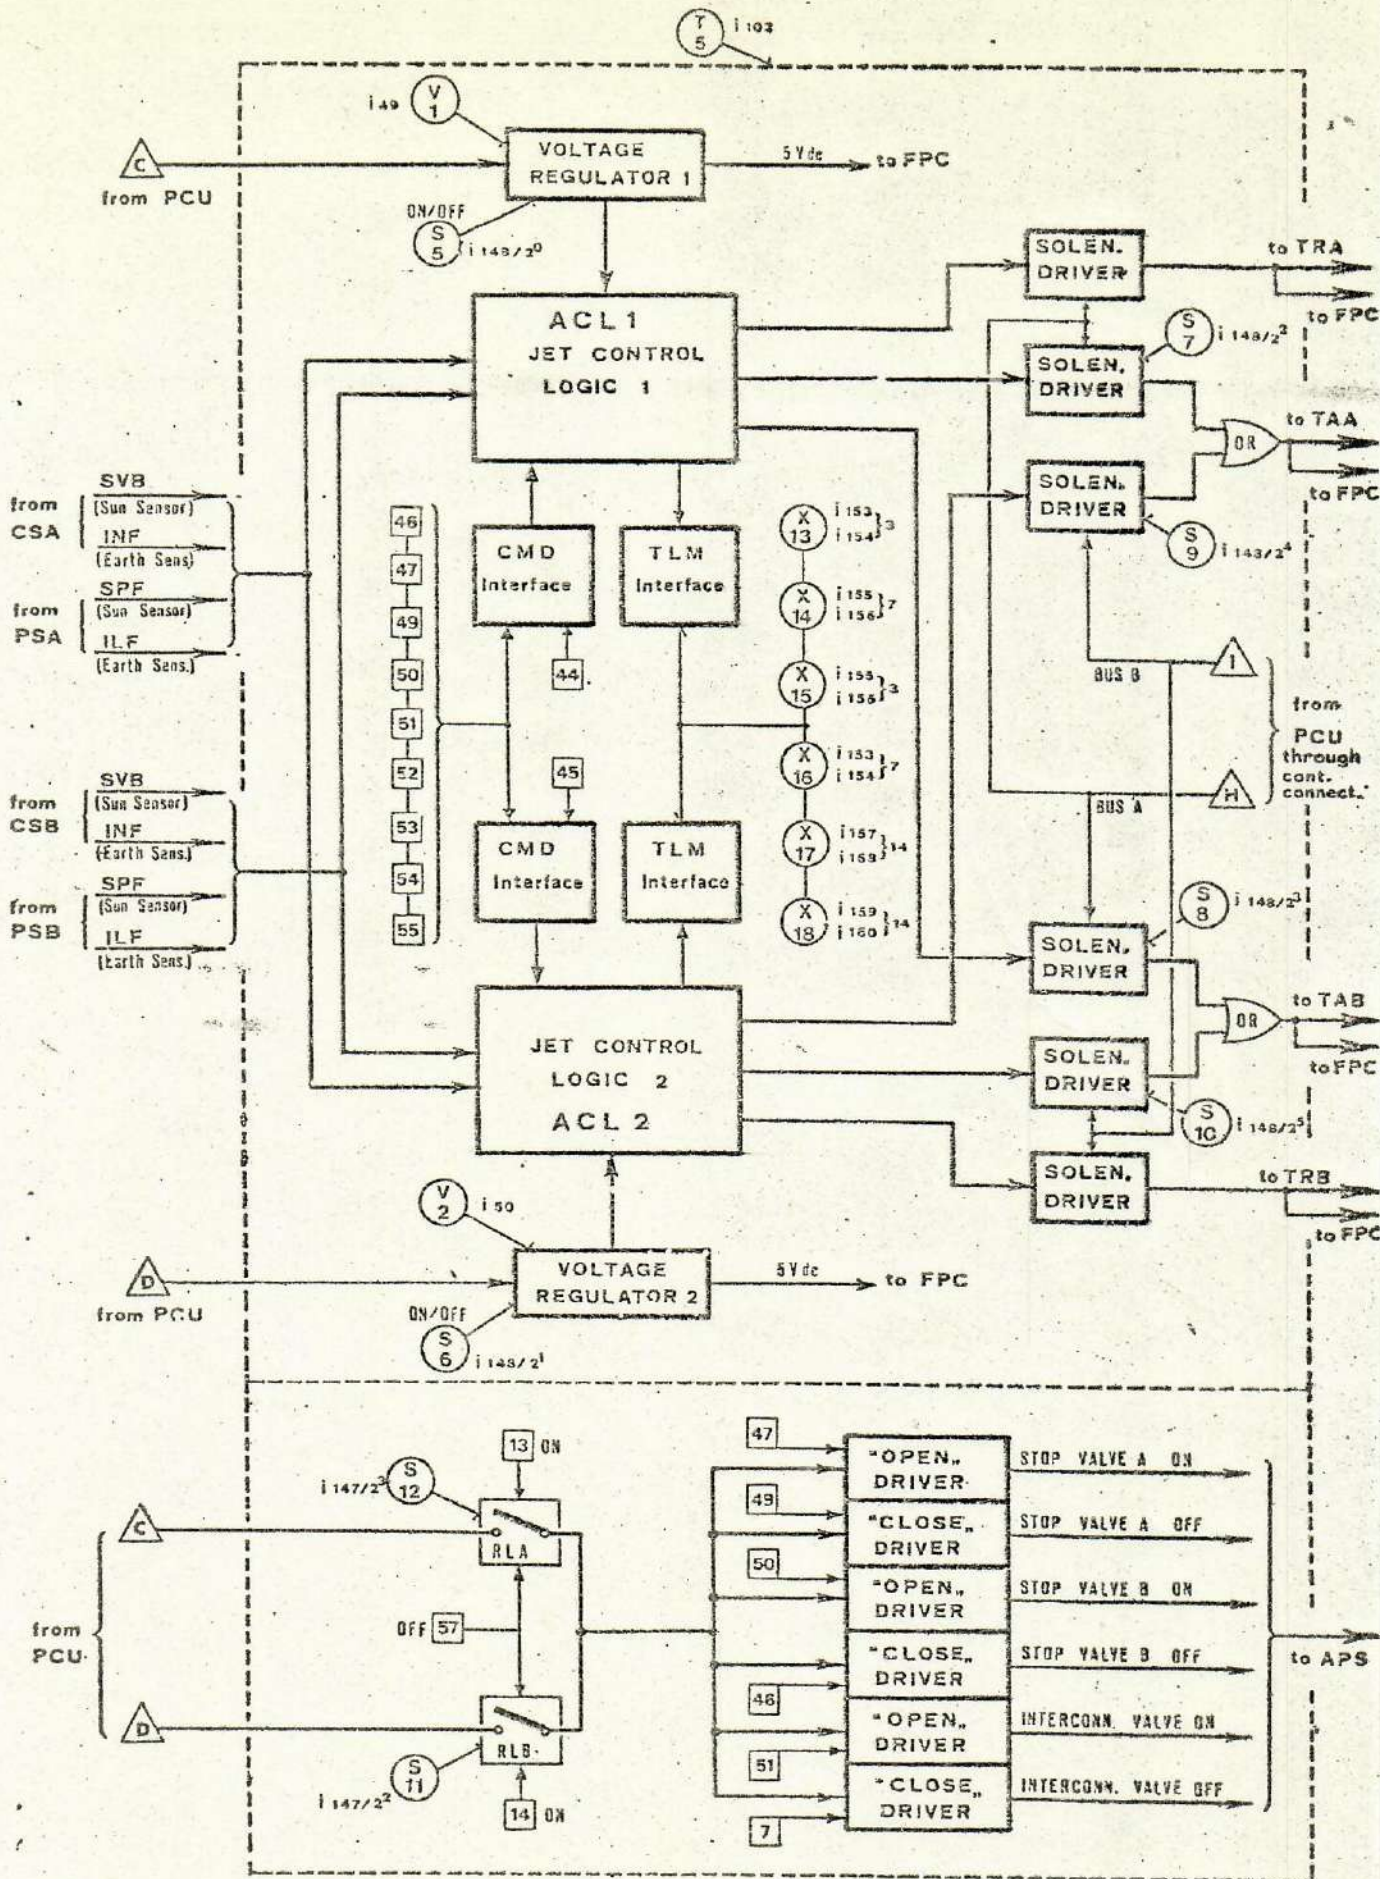 T
5
i 103
V
1
i 49
C
from PCU
VOLTAGE
REGULATOR 1
5 Vdc
to FPC
ON/OFF
S
5
i 148/2⁰
SOLEN.
DRIVER
to TRA
to FPC
ACL 1
JET CONTROL
LOGIC 1
S
7
i 148/2²
SOLEN.
DRIVER
OR
to TAA
to FPC
SOLEN.
DRIVER
S
9
i 148/2⁴
from
CSA
SVB
(Sun Sensor)
INF
(Earth Sens)
from
PSA
SPF
(Sun Sensor)
ILF
(Earth Sens.)
46
47
49
50
51
52
53
54
55
CMD
Interface
TLM
Interface
44
45
X
13
i 153
i 154
}3
X
14
i 155
i 156
}7
X
15
i 155
i 156
}3
X
16
i 153
i 154
}7
X
17
i 157
i 158
}14
X
18
i 159
i 160
}14
I
BUS B
from
PCU
through
cont.
connect.
H
BUS A
from
CSB
SVB
(Sun Sensor)
INF
(Earth Sens.)
from
PSB
SPF
(Sun Sensor)
ILF
(Earth Sens.)
CMD
Interface
TLM
Interface
S
8
i 148/2³
SOLEN.
DRIVER
OR
to TAB
to FPC
JET CONTROL
LOGIC 2
ACL 2
SOLEN.
DRIVER
S
10
i 148/2⁵
SOLEN.
DRIVER
to TRB
to FPC
V
2
i 50
D
from PCU
VOLTAGE
REGULATOR 2
5 Vdc
to FPC
ON/OFF
S
6
i 148/2¹
13 ON
i 147/2³
S
12
C
RLA
from
PCU
OFF 57
D
RLB
S
11
i 147/2²
14 ON
47
"OPEN„
DRIVER
STOP VALVE A ON
49
"CLOSE„
DRIVER
STOP VALVE A OFF
50
"OPEN„
DRIVER
STOP VALVE B ON
"CLOSE„
DRIVER
STOP VALVE B OFF
46
"OPEN„
DRIVER
INTERCONN. VALVE ON
51
"CLOSE„
DRIVER
INTERCONN. VALVE OFF
7
to APS